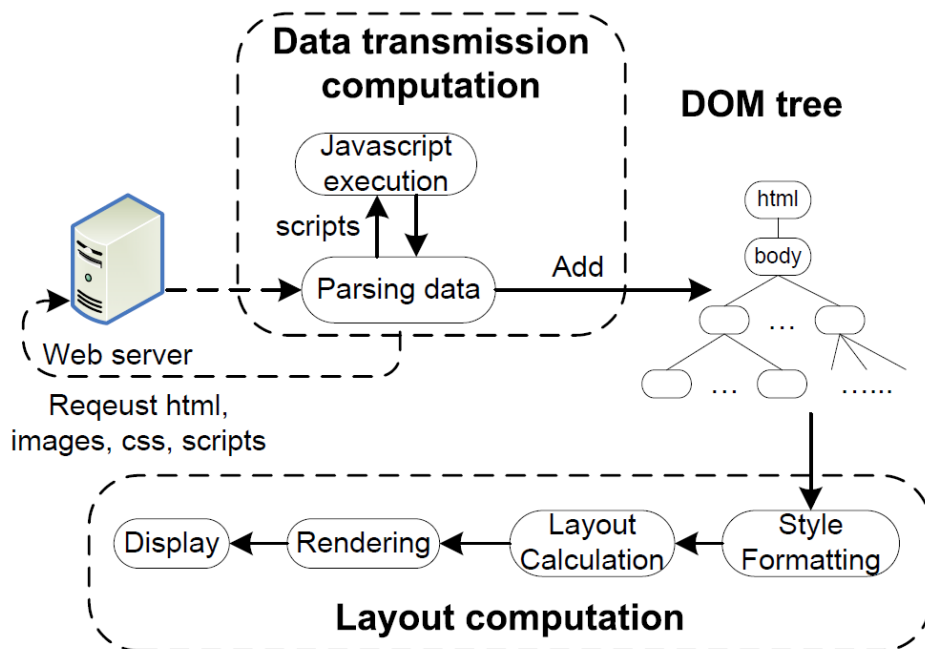 Data transmission
computation
DOM tree
Javascript
execution
scripts
html
body
Parsing data
Add
...
Web server
... ......
Reqeust html,
images, css, scripts
Display
Rendering
Layout
Calculation
Style
Formatting
Layout computation